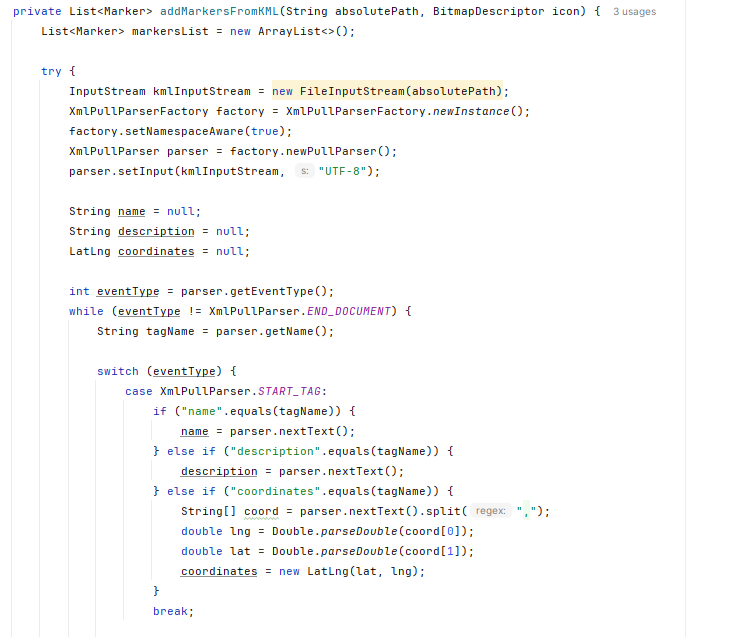 private List<Marker> addMarkersFromKML(String absolutePath, BitmapDescriptor icon) { 3 usages
    List<Marker> markersList = new ArrayList<>();

    try {
        InputStream kmlInputStream = new FileInputStream(absolutePath);
        XmlPullParserFactory factory = XmlPullParserFactory.newInstance();
        factory.setNamespaceAware(true);
        XmlPullParser parser = factory.newPullParser();
        parser.setInput(kmlInputStream, s: "UTF-8");

        String name = null;
        String description = null;
        LatLng coordinates = null;

        int eventType = parser.getEventType();
        while (eventType != XmlPullParser.END_DOCUMENT) {
            String tagName = parser.getName();

            switch (eventType) {
                case XmlPullParser.START_TAG:
                    if ("name".equals(tagName)) {
                        name = parser.nextText();
                    } else if ("description".equals(tagName)) {
                        description = parser.nextText();
                    } else if ("coordinates".equals(tagName)) {
                        String[] coord = parser.nextText().split( regex: ",");
                        double lng = Double.parseDouble(coord[0]);
                        double lat = Double.parseDouble(coord[1]);
                        coordinates = new LatLng(lat, lng);
                    }
                    break;